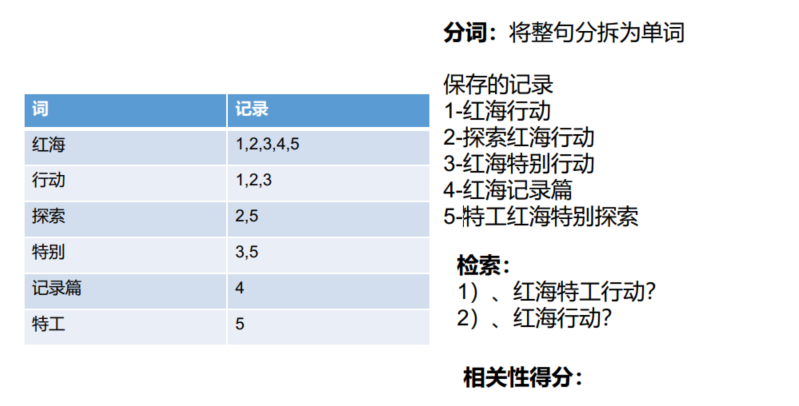 分词：将整句分拆为单词
保存的记录
1-红海行动
2-探索红海行动
3-红海特别行动
4-红海记录篇
5-特工红海特别探索
词 记录
红海 1,2,3,4,5
行动 1,2,3
探索 2,5
特别 3,5
记录篇 4
特工 5
检索：
1）、红海特工行动？
2）、红海行动？
相关性得分：